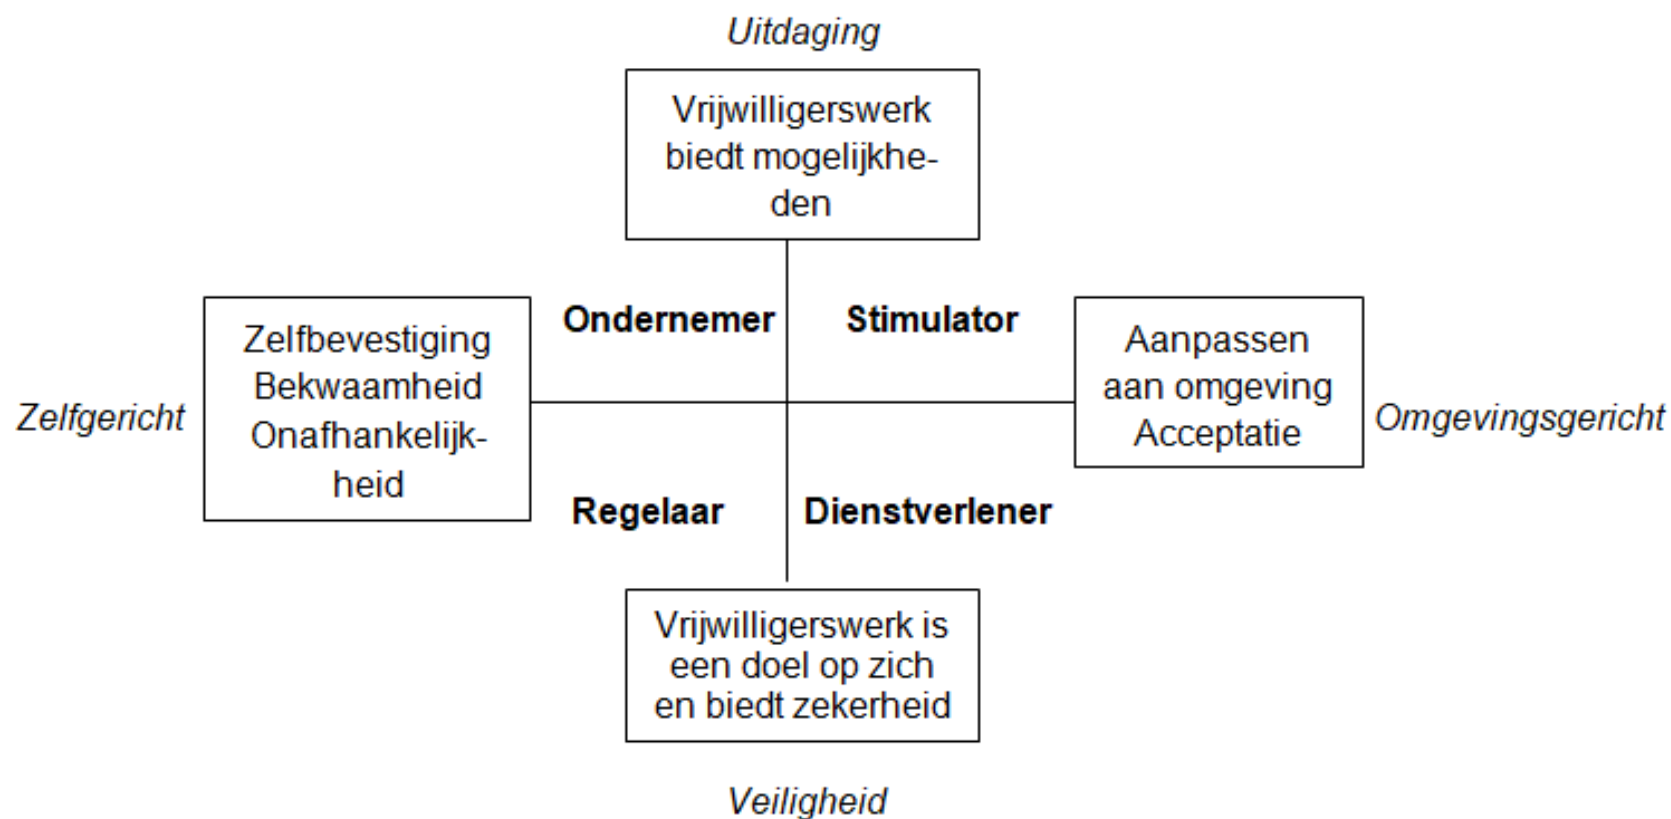 Uitdaging
Vrijwilligerswerk
biedt mogelijkhe-
den
Ondernemer
Stimulator
Zelfbevestiging
Bekwaamheid
Onafhankelijk-
heid
Zelfgericht
Aanpassen
aan omgeving
Acceptatie
Omgevingsgericht
Regelaar
Dienstverlener
Vrijwilligerswerk is
een doel op zich
en biedt zekerheid
Veiligheid